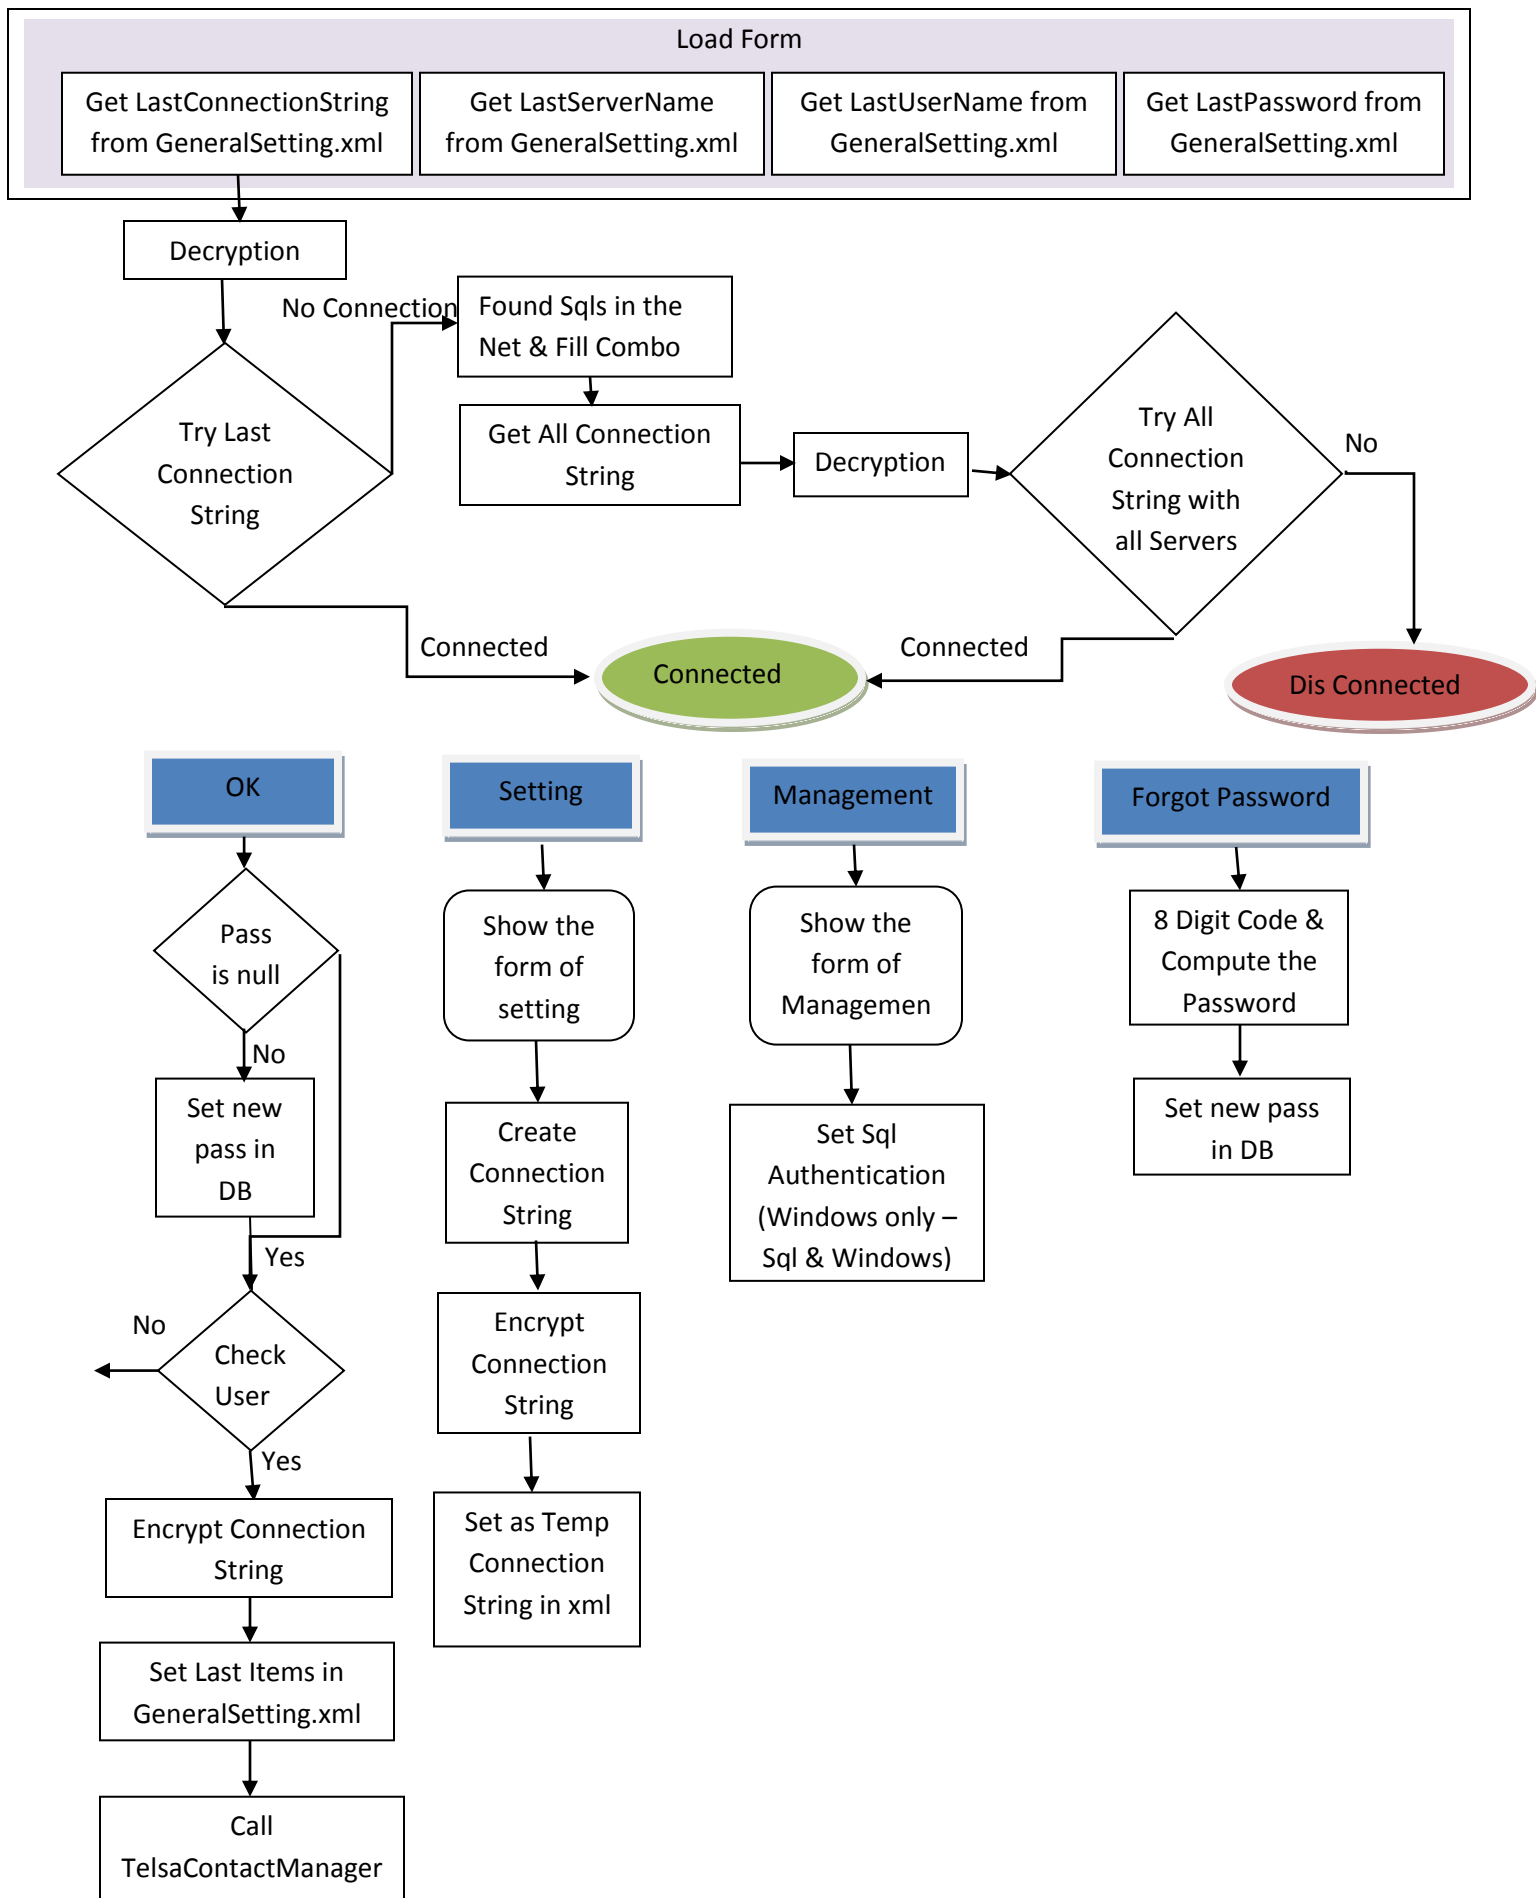 Load Form
Get LastConnectionString
from GeneralSetting.xml
Get LastServerName
from GeneralSetting.xml
Get LastUserName from
GeneralSetting.xml
Get LastPassword from
GeneralSetting.xml
Decryption
No Connection
Found Sqls in the
Net & Fill Combo
Try Last
Connection
String
Get All Connection
String
Decryption
Try All
Connection
String with
all Servers
No
Connected
Connected
Connected
Dis Connected
OK
Pass
is null
No
Set new
pass in
DB
Yes
No
Check
User
Yes
Encrypt Connection
String
Set Last Items in
GeneralSetting.xml
Call
TelsaContactManager
Setting
Show the
form of
setting
Create
Connection
String
Encrypt
Connection
String
Set as Temp
Connection
String in xml
Management
Show the
form of
Managemen
Set Sql
Authentication
(Windows only –
Sql & Windows)
Forgot Password
8 Digit Code &
Compute the
Password
Set new pass
in DB